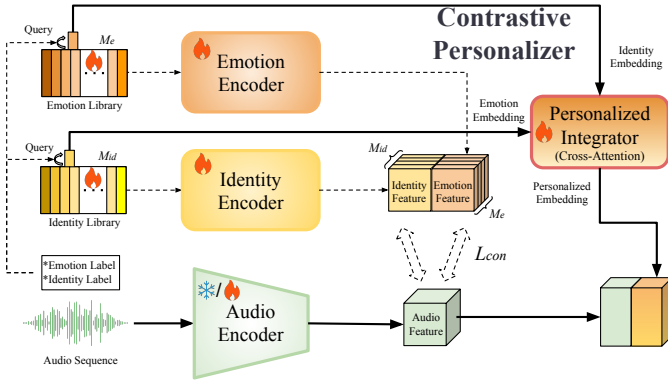 Contrastive
Personalizer
Query
Me
...
Emotion Library
Emotion
Encoder
Identity
Embedding
Emotion
Embedding
Personalized
Integrator
(Cross-Attention)
Query
Mid
...
Identity Library
Identity
Encoder
Mid
Identity
Feature
Emotion
Feature
Me
Personalized
Embedding
Lcon
*Emotion Label
*Identity Label
/
Audio
Encoder
Audio
Feature
Audio Sequence